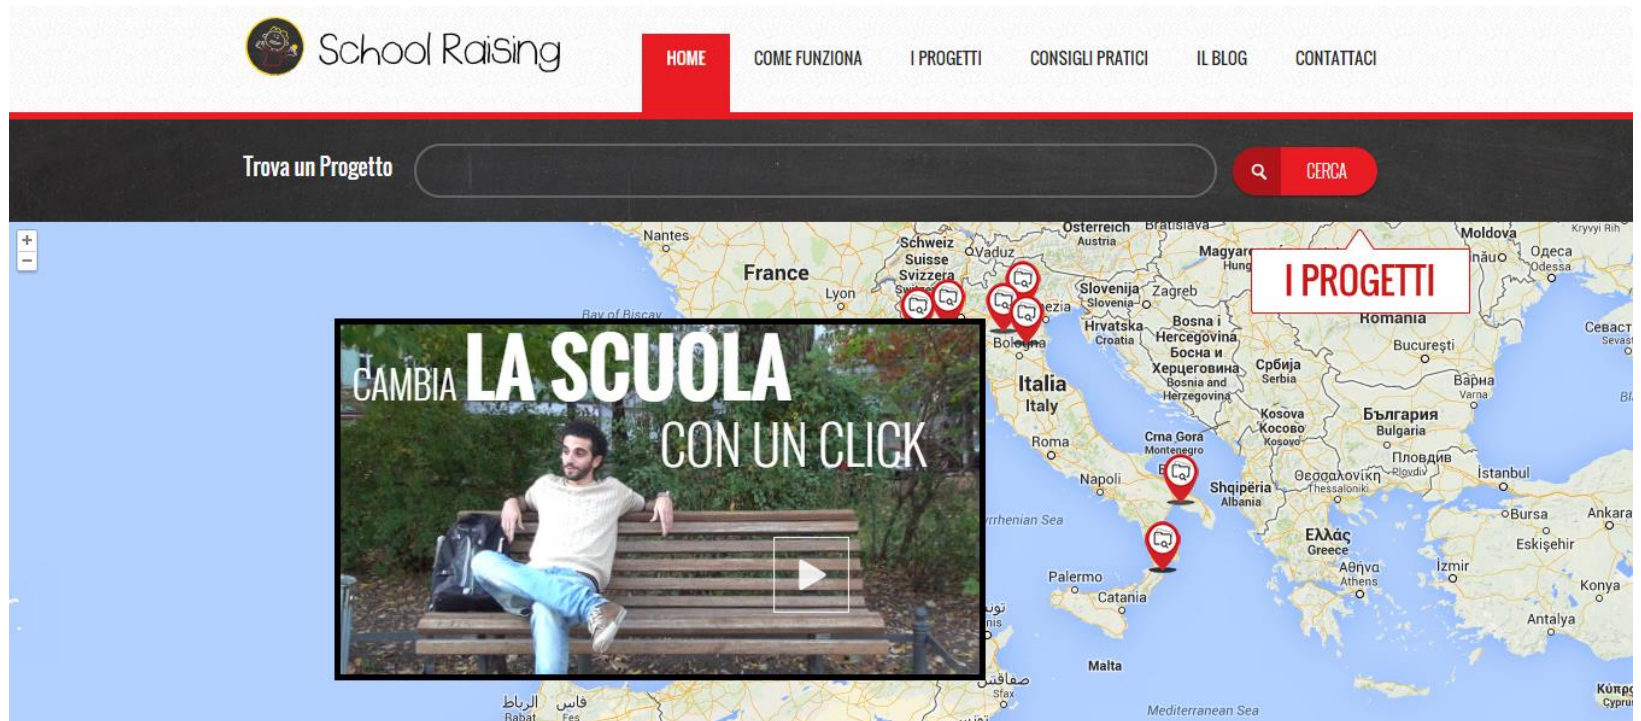 School Raising
HOME
COME FUNZIONA
I PROGETTI
CONSIGLI PRATICI
IL BLOG
CONTATTACI
Trova un Progetto
CERCA
I PROGETTI
CAMBIA LA SCUOLA
CON UN CLICK
+
-
Nantes
France
Lyon
Bay of Biscay
Schweiz
Suisse
Svizzera
Vaduz
Österreich
Austria
Bratislava
Slovenija
Slovenia
Zagreb
Hrvatska
Croatia
Bosna i
Hercegovina
Босна и
Херцеговина
Bosnia and
Herzegovina
Србија
Serbia
Moldova
Kryvyi Rih
Одеса
Odessa
Romania
București
Варна
Varna
България
Bulgaria
Пловдив
Plovdiv
Kosova
Косово
Kosovo
Crna Gora
Montenegro
Shqipëria
Albania
Θεσσαλονίκη
Thessaloniki
Ελλάς
Greece
Αθήνα
Athens
İstanbul
Bursa
Eskişehir
Ankara
İzmir
Konya
Antalya
Bologna
Italia
Italy
Roma
Napoli
Palermo
Catania
Malta
صفاقس
Sfax
الرباط
Rabat
فاس
Fes
Mediterranean Sea